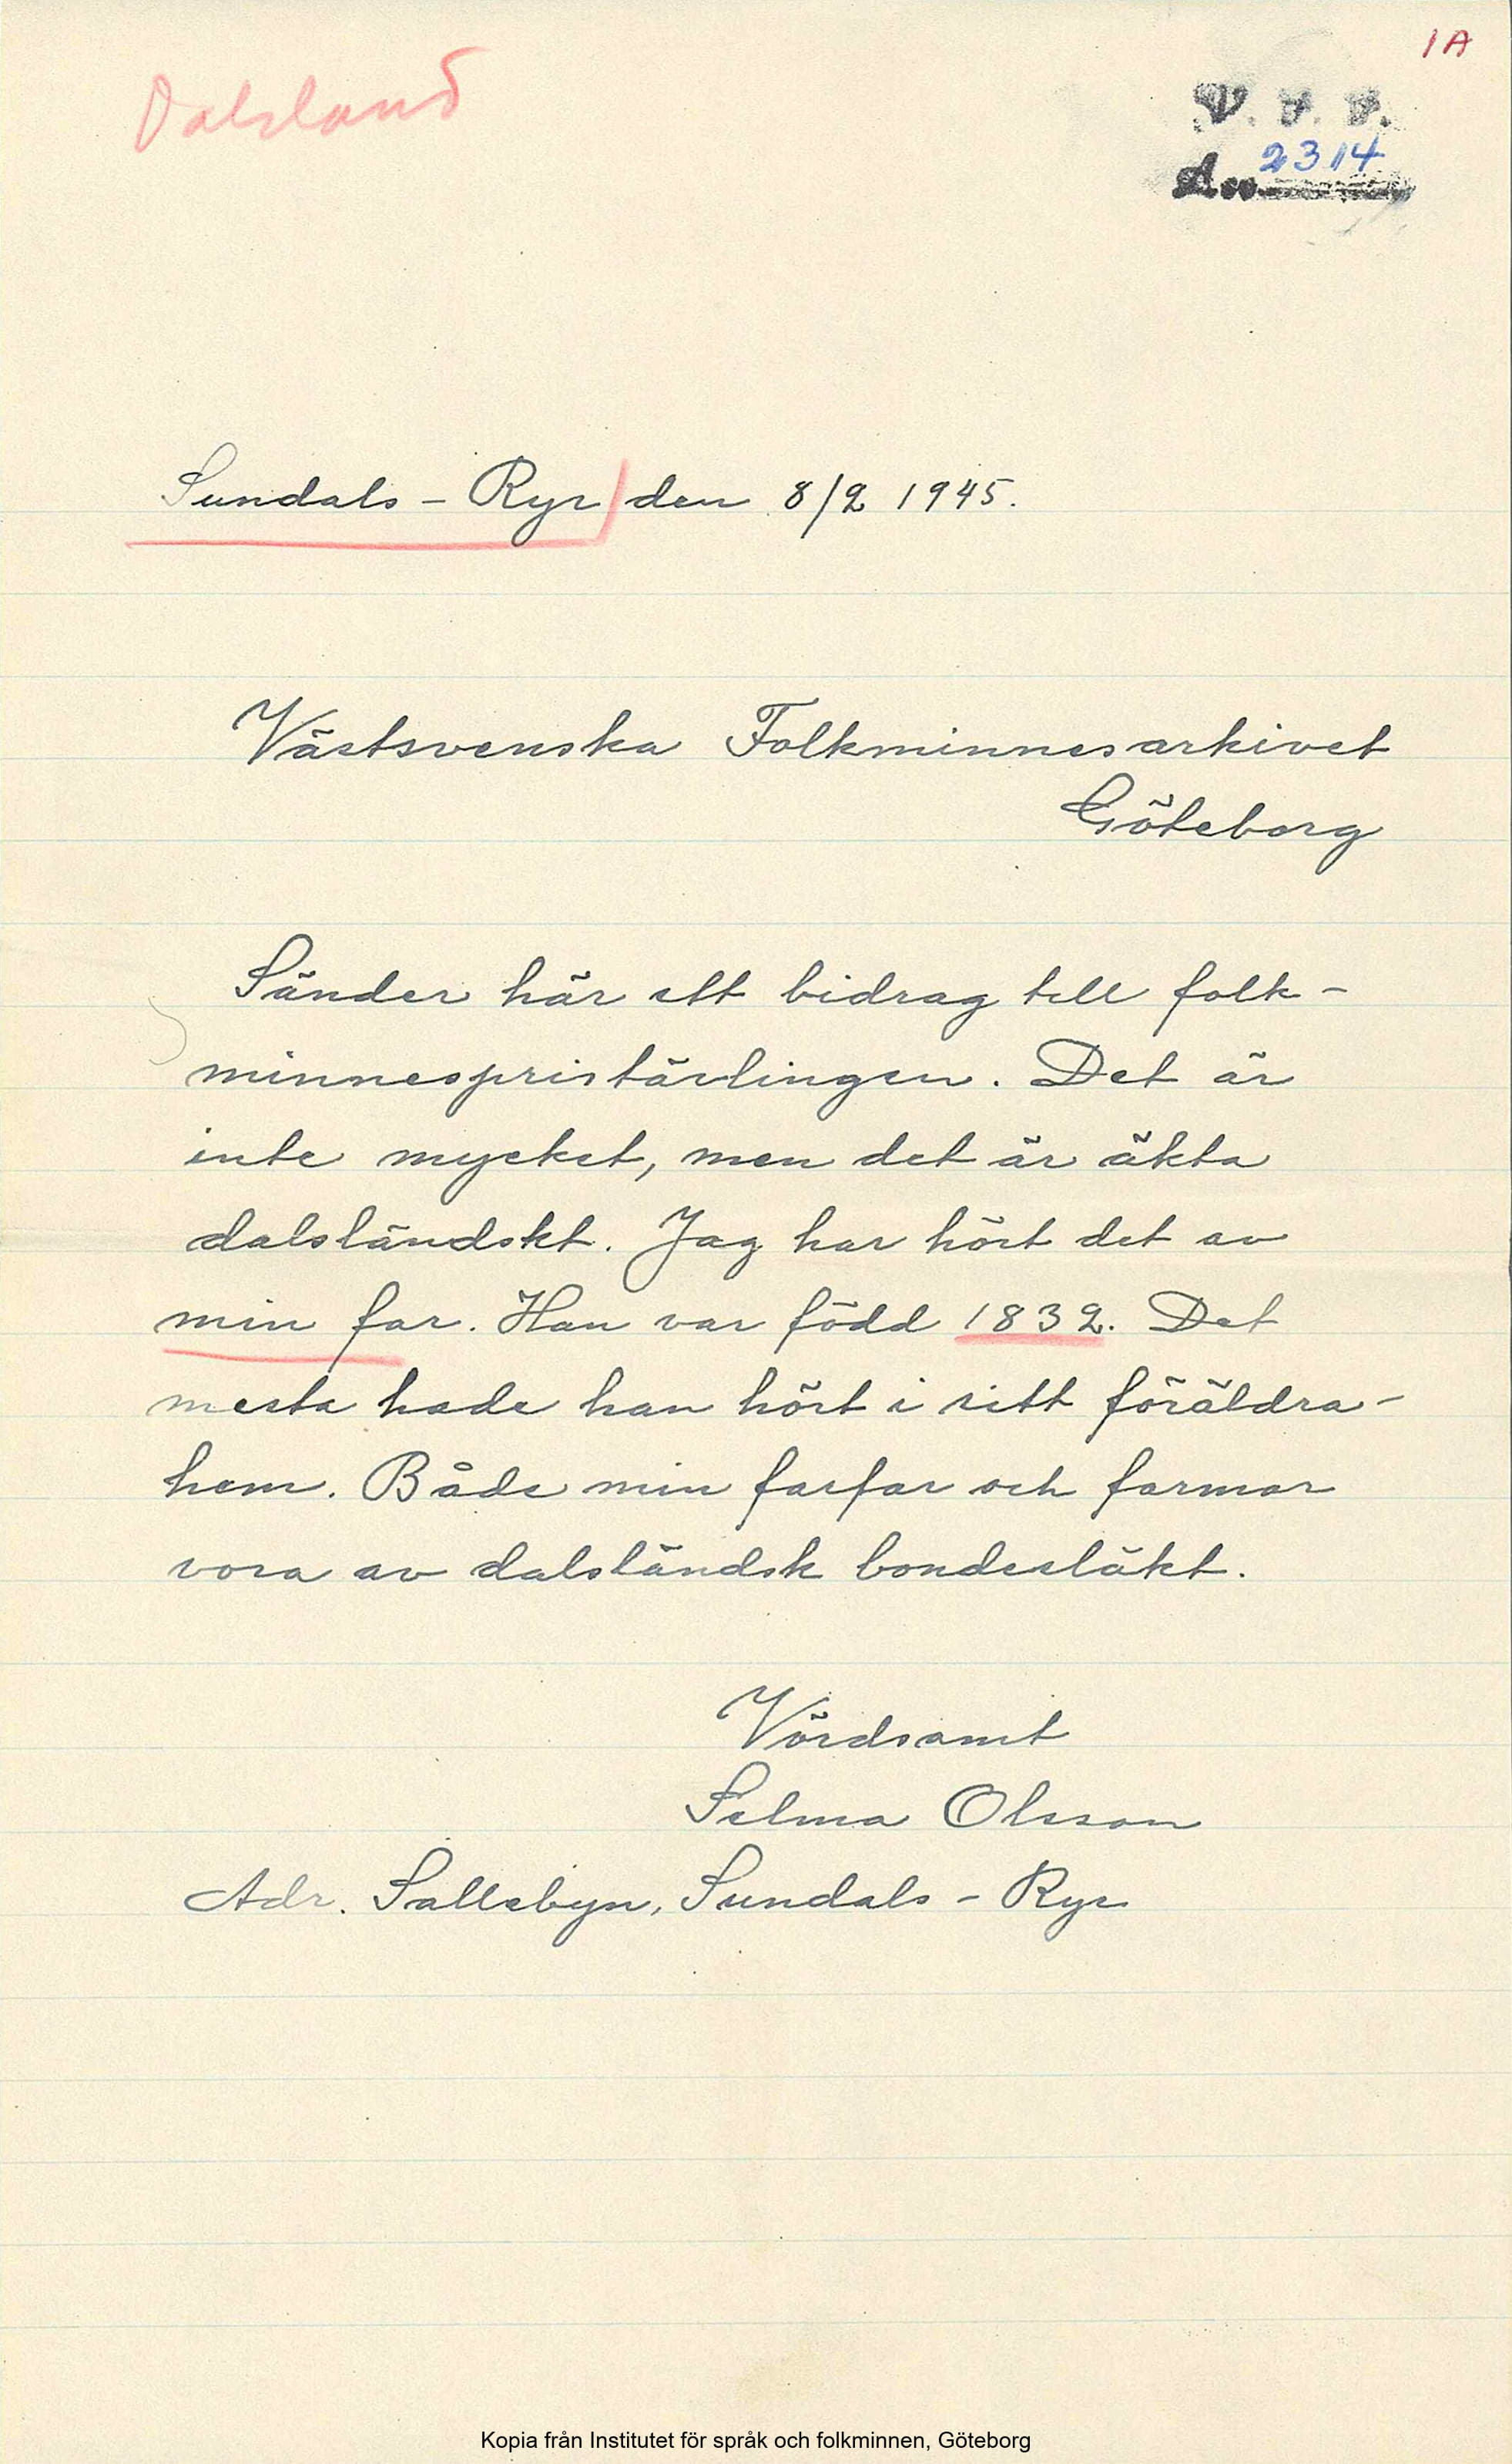 1A
Dalsland
V. F. F.
2314
Sundals - Ryr den 8/2 1945.
Västsvenska Folkminnesarkivet
Göteborg
Sänder här ett bidrag till folk-
minnespristävlingen. Det är
inte mycket, men det är äkta
dalsländskt. Jag har hört det av
min far. Han var född 1832. Det
mesta hade han hört i sitt föräldra-
hem. Både min farfar och farmor
vora av dalsländsk bondesläkt.
Vördsamt
Selma Olsson
Adr. Sallebyn, Sundals - Ryr
Kopia från Institutet för språk och folkminnen, Göteborg